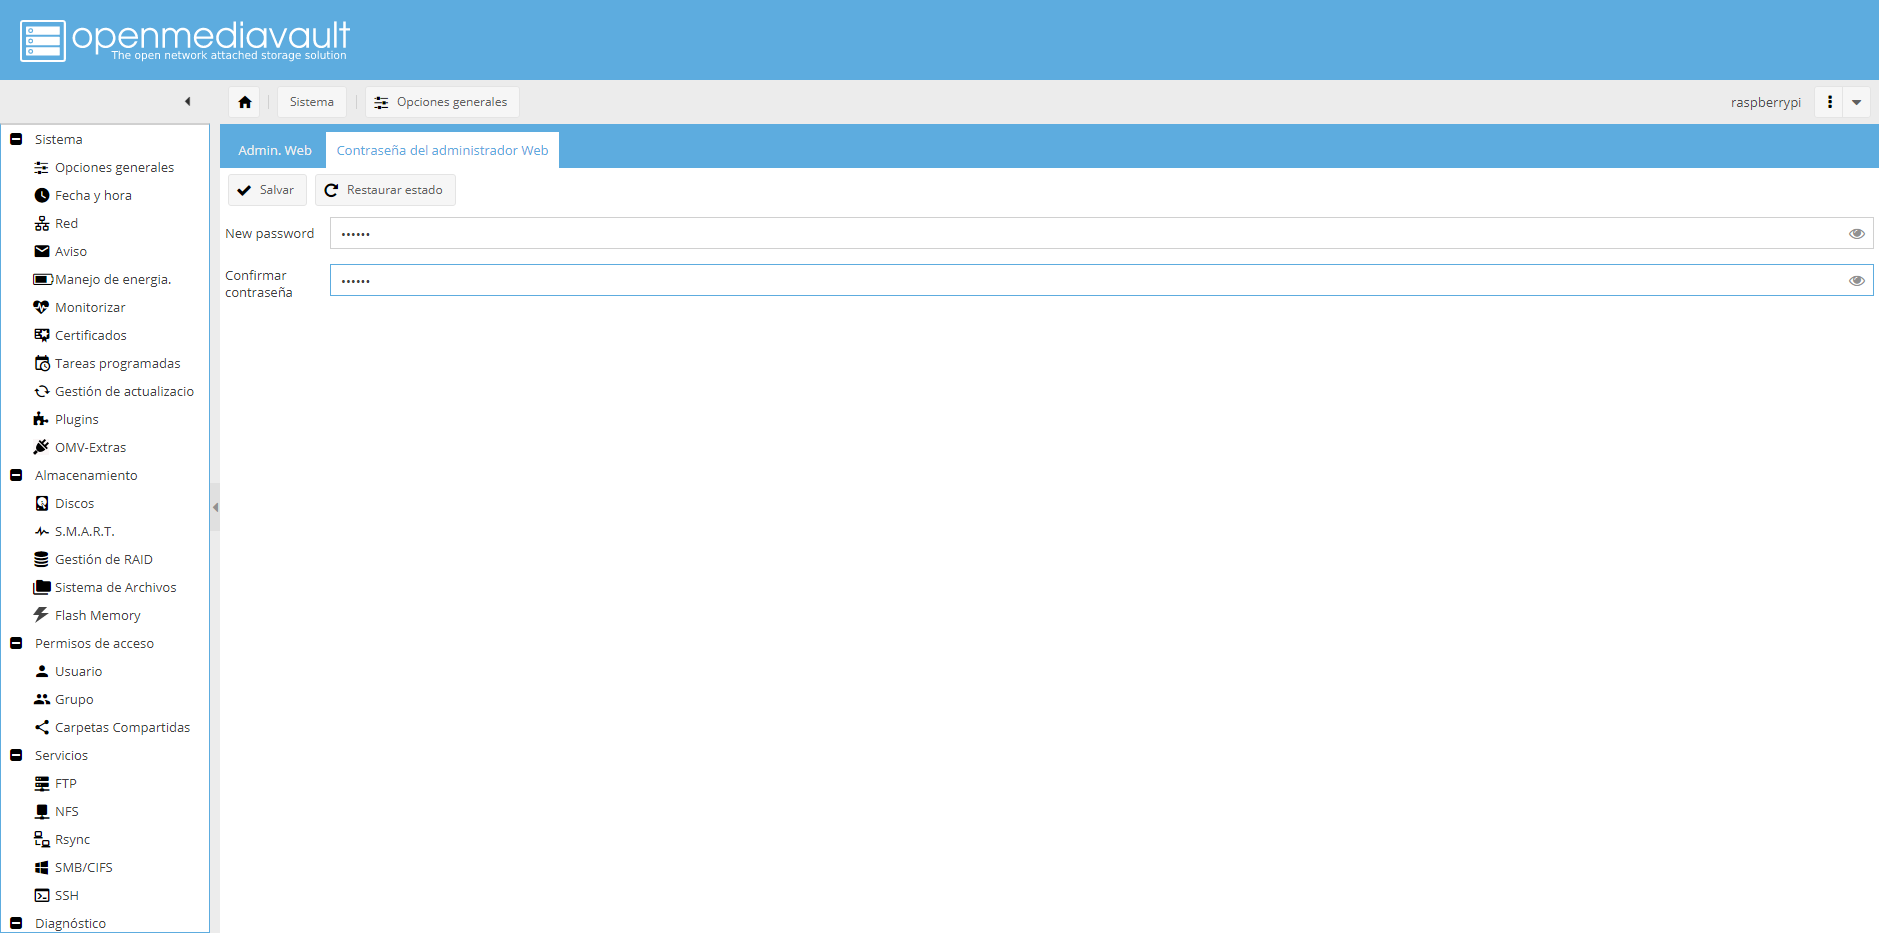 openmediavault
The open network attached storage solution
Sistema
Opciones generales
raspberrypi
Sistema
Opciones generales
Fecha y hora
Red
Aviso
Manejo de energia.
Monitorizar
Certificados
Tareas programadas
Gestión de actualizacio
Plugins
OMV-Extras
Almacenamiento
Discos
S.M.A.R.T.
Gestión de RAID
Sistema de Archivos
Flash Memory
Permisos de acceso
Usuario
Grupo
Carpetas Compartidas
Servicios
FTP
NFS
Rsync
SMB/CIFS
SSH
Diagnóstico
Admin. Web
Contraseña del administrador Web
Salvar
Restaurar estado
New password
••••••
Confirmar
contraseña
••••••